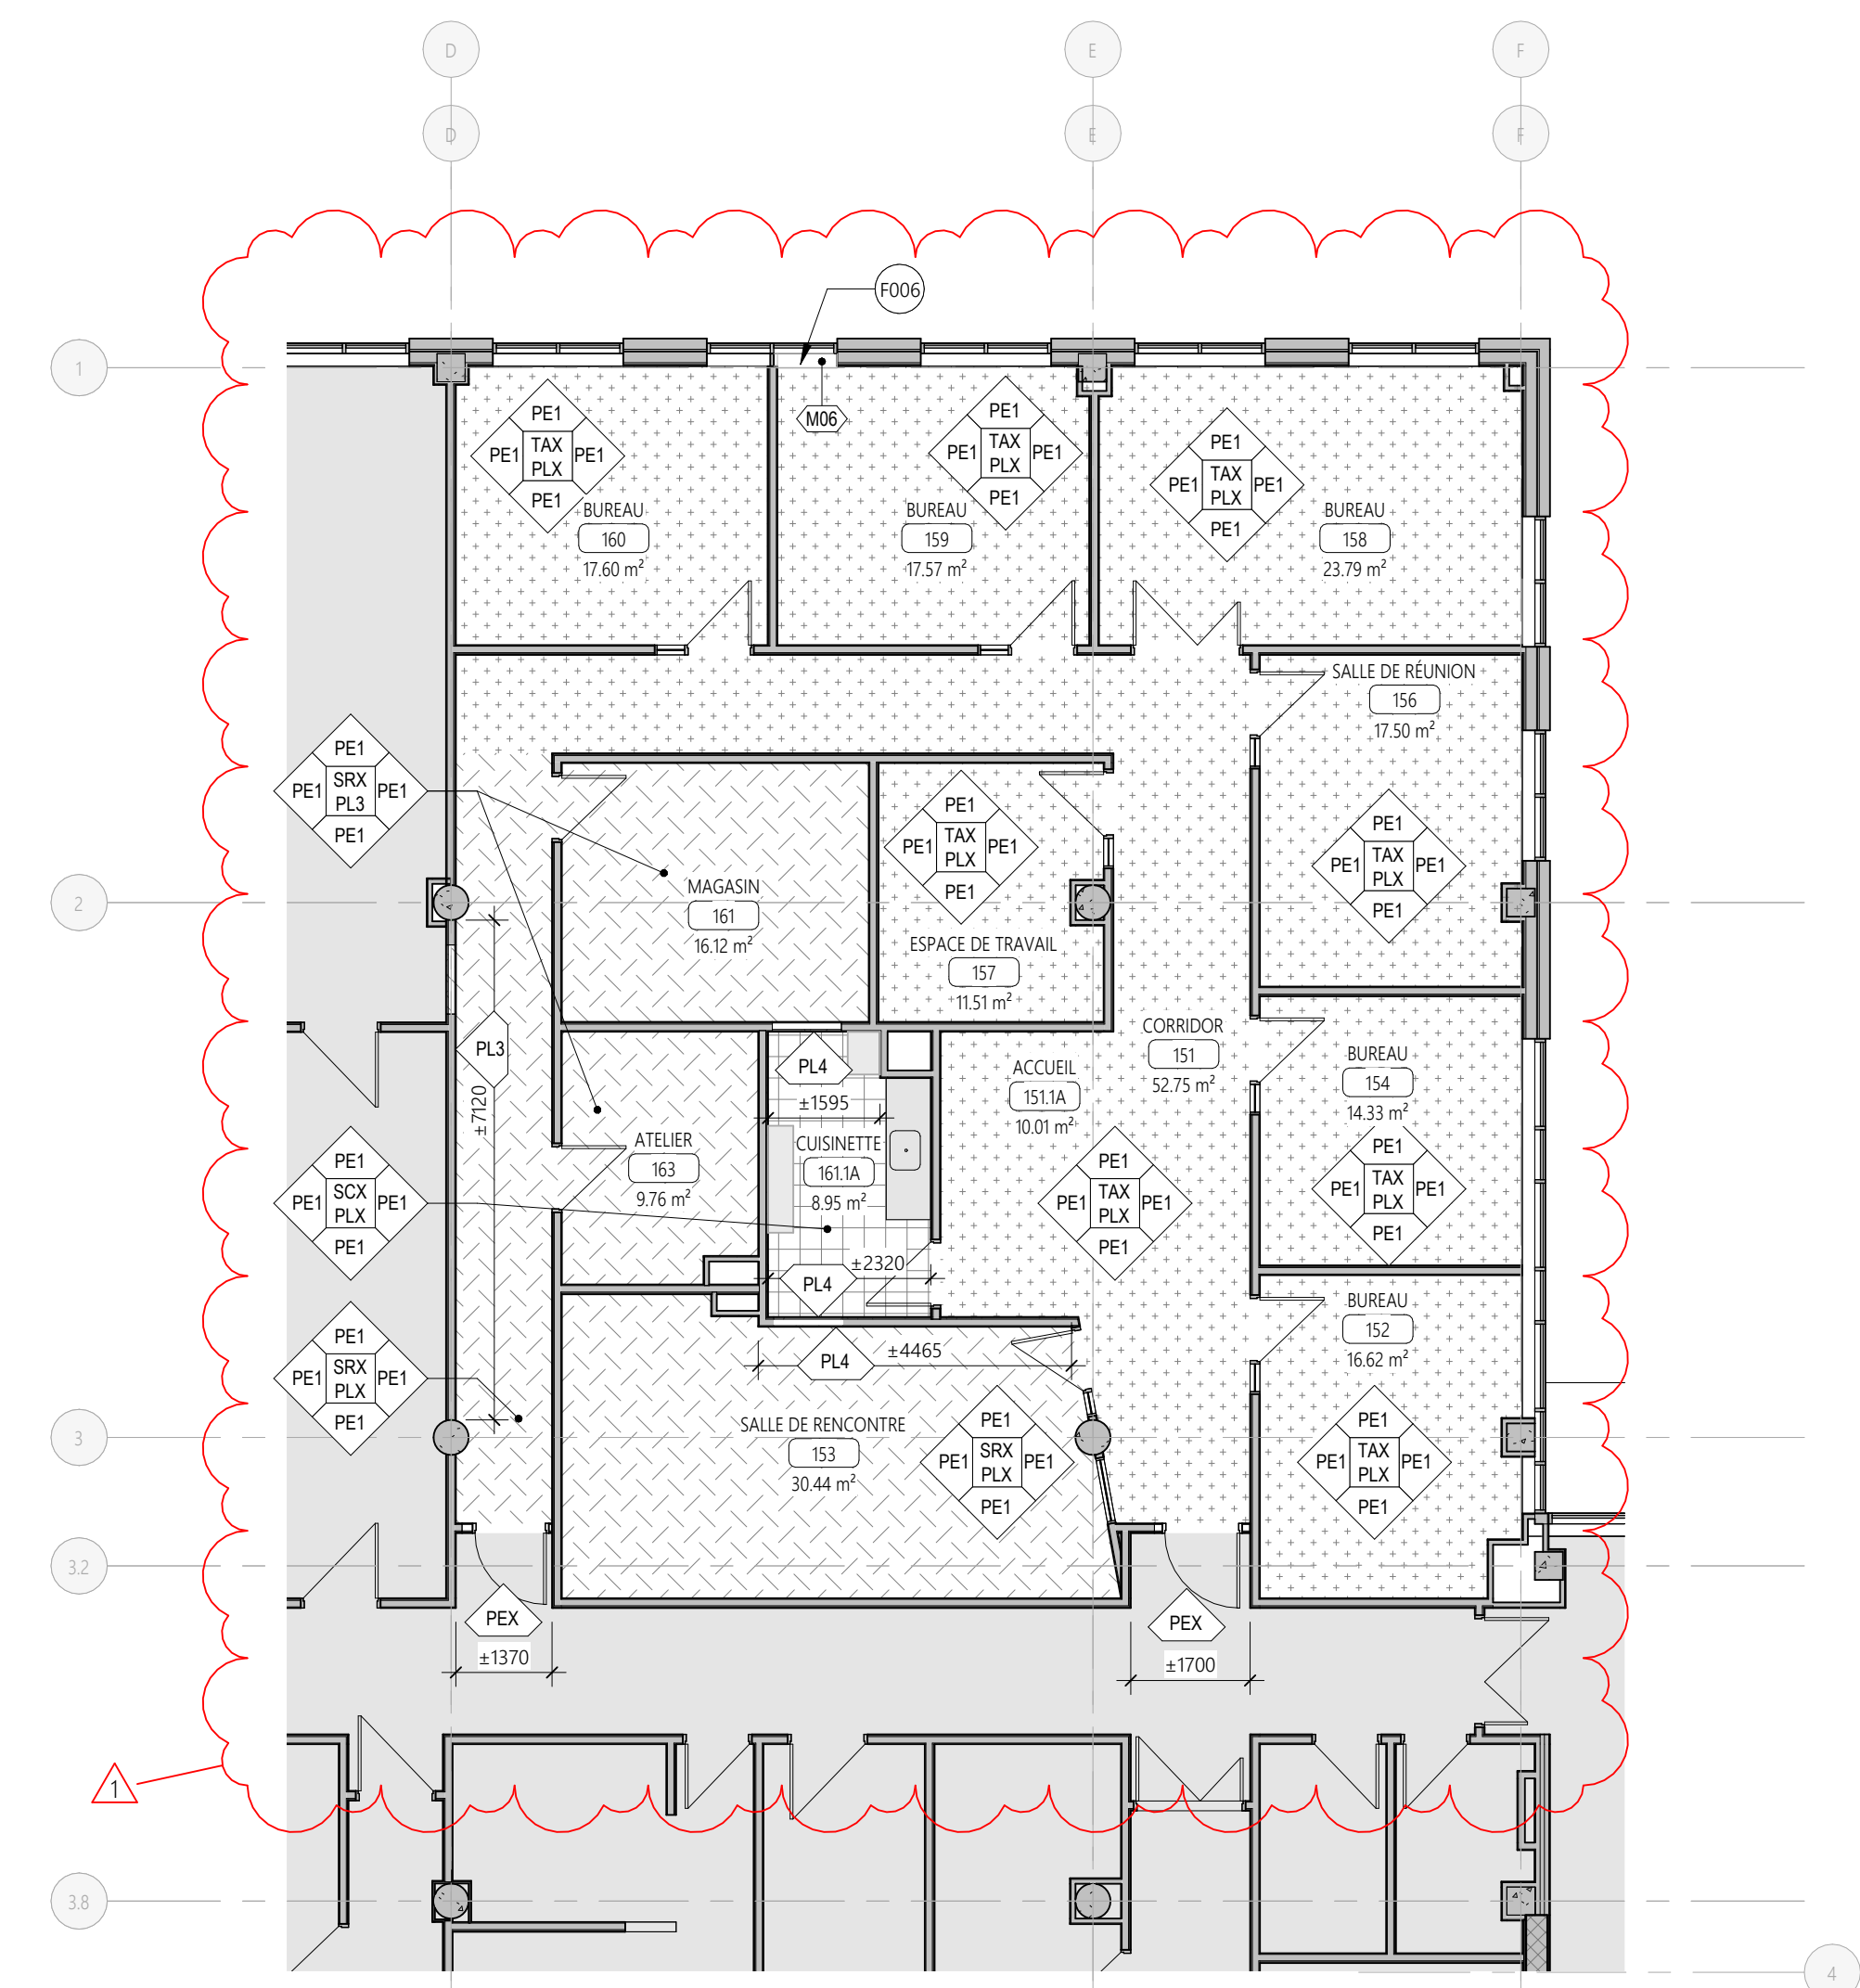 D
E
F
D
E
F
F006
1
M06
PE1
PE1
TAX
PLX
PE1
PE1
BUREAU
160
17.60 m²
PE1
PE1
TAX
PLX
PE1
PE1
BUREAU
159
17.57 m²
PE1
PE1
TAX
PLX
PE1
PE1
BUREAU
158
23.79 m²
SALLE DE RÉUNION
156
17.50 m²
PE1
PE1
TAX
PLX
PE1
PE1
PE1
PE1
SRX
PL3
PE1
PE1
PE1
PE1
TAX
PLX
PE1
PE1
MAGASIN
161
16.12 m²
2
ESPACE DE TRAVAIL
157
11.51 m²
PL3
±7120
PL4
±1595
CORRIDOR
151
52.75 m²
ACCUEIL
151.1A
10.01 m²
BUREAU
154
14.33 m²
PE1
PE1
TAX
PLX
PE1
PE1
ATELIER
163
9.76 m²
CUISINETTE
161.1A
8.95 m²
PE1
PE1
SCX
PLX
PE1
PE1
PE1
PE1
TAX
PLX
PE1
PE1
±2320
PL4
BUREAU
152
16.62 m²
PE1
PE1
SRX
PLX
PE1
PE1
PL4
±4465
SALLE DE RENCONTRE
153
30.44 m²
PE1
PE1
SRX
PLX
PE1
PE1
PE1
PE1
TAX
PLX
PE1
PE1
3
3.2
PEX
±1370
PEX
±1700
1
3.8
4